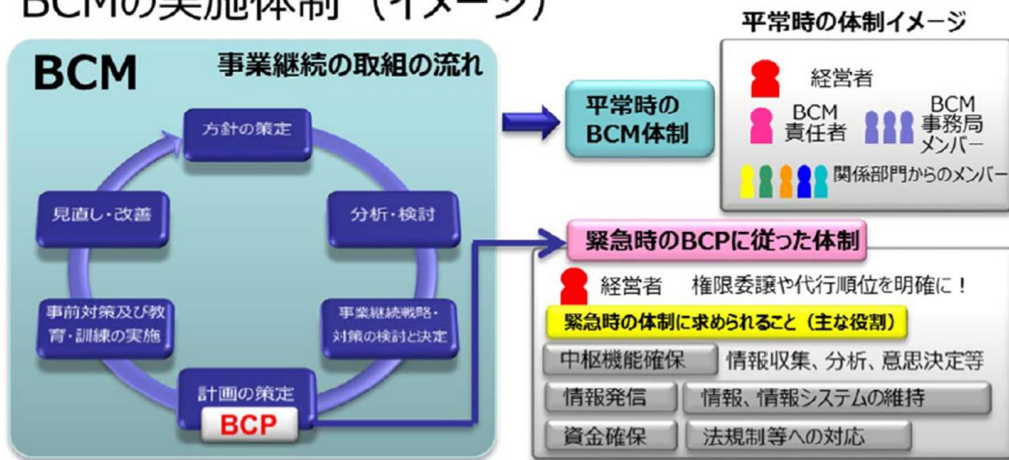 BCMの実施体制（イメージ）
BCM
事業継続の取組の流れ
方針の策定
分析・検討
事業継続戦略・
対策の検討と決定
計画の策定
BCP
事前対策及び教
育・訓練の実施
見直し・改善
平常時の
BCM体制
平常時の体制イメージ
経営者
BCM
責任者
BCM
事務局
メンバー
関係部門からのメンバー
緊急時のBCPに従った体制
経営者 権限委譲や代行順位を明確に！
緊急時の体制に求められること（主な役割）
中枢機能確保 情報収集、分析、意思決定等
情報発信 情報、情報システムの維持
資金確保 法規制等への対応